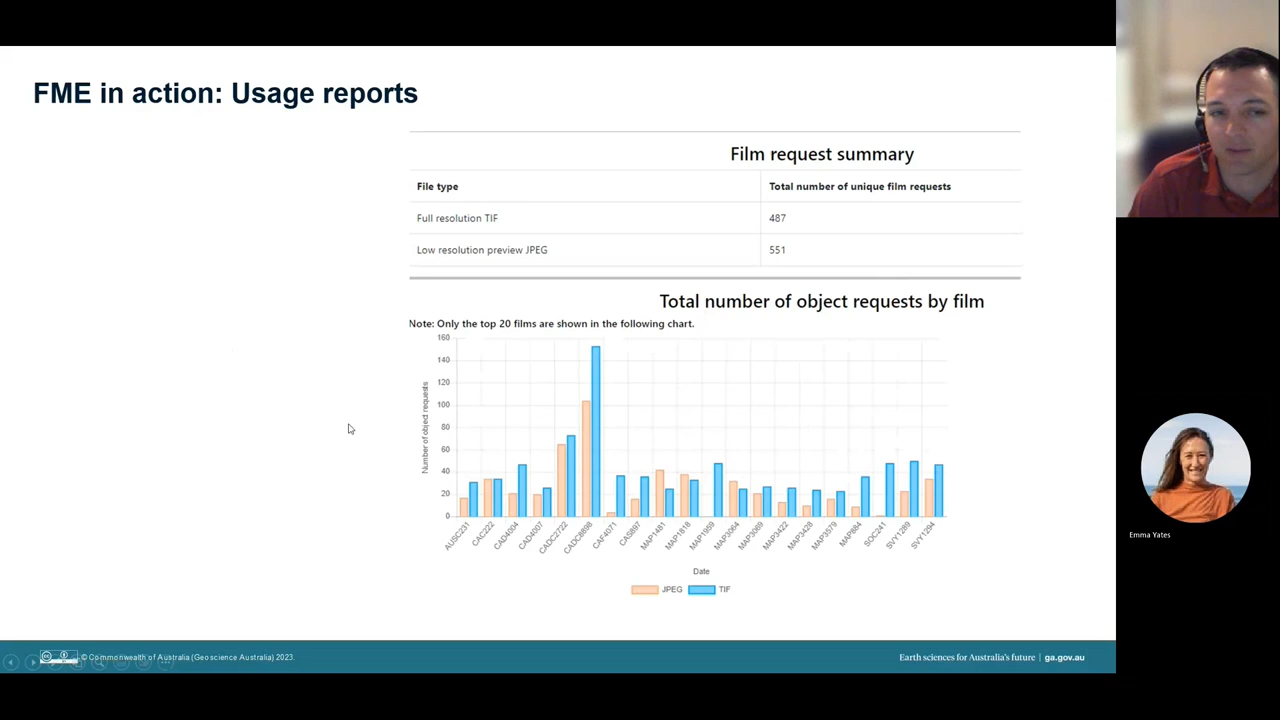 FME in action: Usage reports
Film request summary
File type Total number of unique film requests
Full resolution TIF 487
Low resolution preview JPEG 551
Total number of object requests by film
Note: Only the top 20 films are shown in the following chart.
160
140
120
100
80
60
40
20
0
Number of object requests
AUSC231 CAC222 CAD4004 CAD4007 CADC2722 CADC8898 CAF4071 CAS897 MAP1481 MAP1818 MAP1959 MAP3064 MAP3069 MAP3422 MAP3428 MAP3579 MAP884 SOC241 SVY1289 SVY1294
Date
JPEG TIF
Emma Yates
© Commonwealth of Australia (Geoscience Australia) 2023.
Earth sciences for Australia's future | ga.gov.au